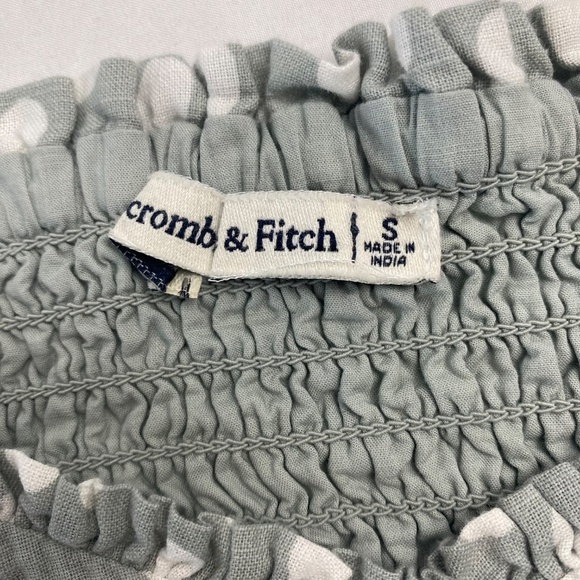 cromb & Fitch
S
MADE IN
INDIA